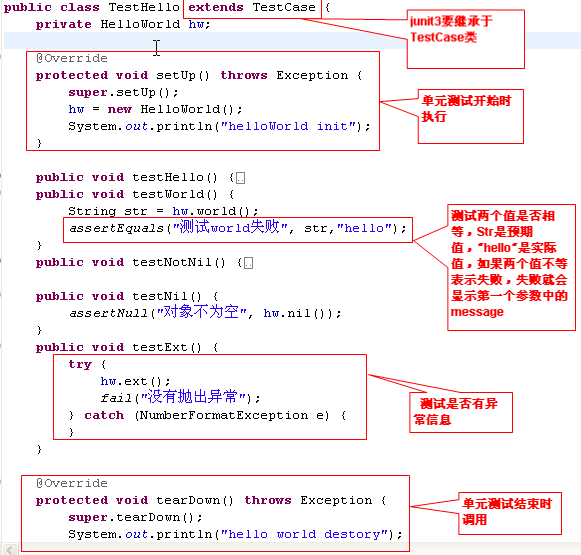 public class TestHello extends TestCase {
private HelloWorld hw;
junit3要继承于
TestCase类
@Override
protected void setUp() throws Exception {
super.setUp();
hw = new HelloWorld();
System.out.println("helloWorld init");
}
单元测试开始时
执行
public void testHello() {
public void testWorld() {
String str = hw.world();
assertEquals("测试world失败", str,"hello");
}
测试两个值是否相
等，Str是预期
值，"hello"是实际
值，如果两个值不等
表示失败，失败就会
显示第一个参数中的
message
public void testNotNil() {
public void testNil() {
assertNull("对象不为空", hw.nil());
}
public void testExt() {
try {
hw.ext();
fail("没有抛出异常");
} catch (NumberFormatException e) {
}
}
测试是否有异
常信息
@Override
protected void tearDown() throws Exception {
super.tearDown();
System.out.println("hello world destory");
单元测试结束时
调用